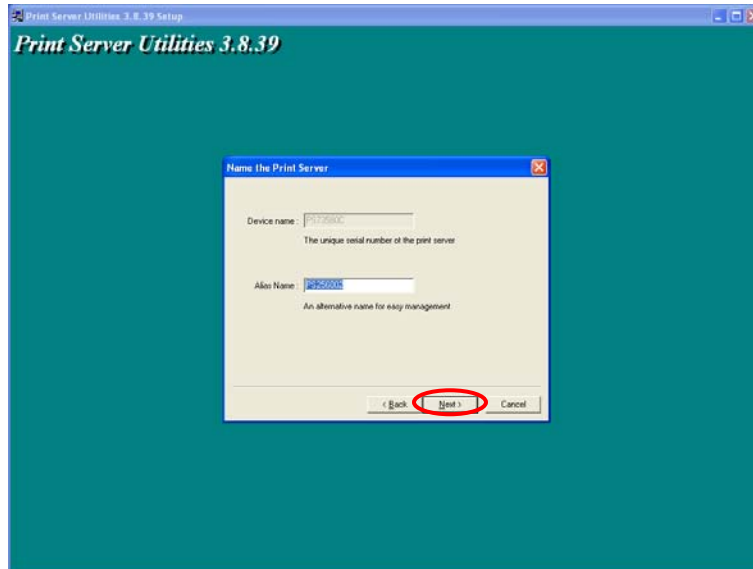 Print Server Utilities 3.8.39 Setup
Print Server Utilities 3.8.39
Name the Print Server
Device name :
The unique serial number of the print server
Alias Name :
An alternative name for easy management
< Back
Next >
Cancel